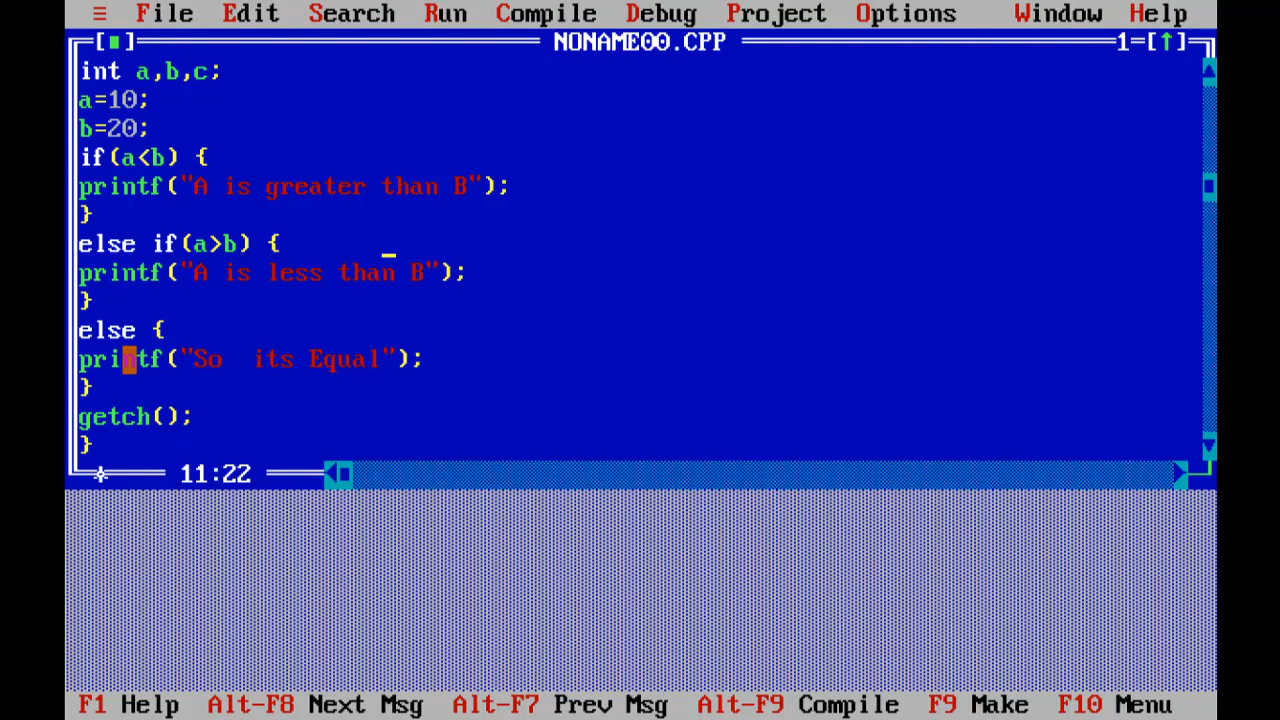 ≡ File Edit Search Run Compile Debug Project Options Window Help
[■] NONAME00.CPP 1=[↑]
int a,b,c;
a=10;
b=20;
if(a<b) {
printf("A is greater than B");
}
else if(a>b) {
printf("A is less than B");
}
else {
printf("So  its Equal");
}
getch();
}
11:22
F1 Help Alt-F8 Next Msg Alt-F7 Prev Msg Alt-F9 Compile F9 Make F10 Menu